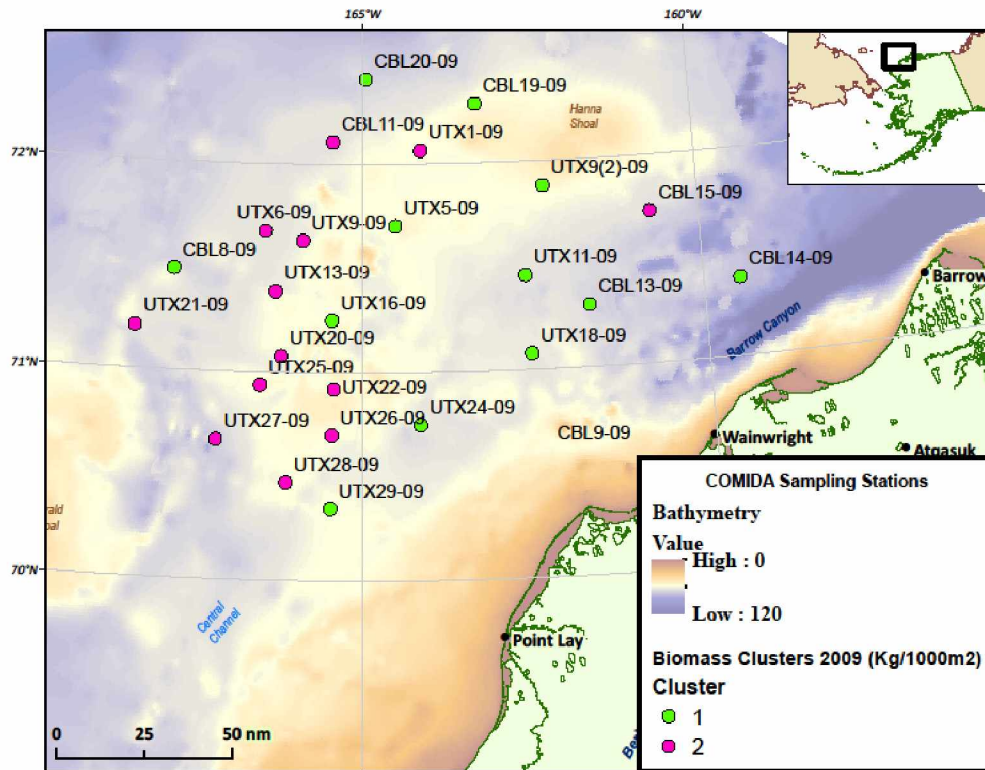 165°W
160°W
CBL20-09
CBL19-09
Hanna
Shoal
CBL11-09
UTX1-09
72°N
UTX9(2)-09
CBL15-09
UTX6-09
UTX9-09
UTX5-09
CBL8-09
UTX11-09
CBL14-09
Barrow
UTX13-09
CBL13-09
UTX21-09
UTX16-09
UTX18-09
Barrow Canyon
UTX20-09
71°N
UTX25-09
UTX22-09
UTX27-09
UTX26-09
UTX24-09
CBL9-09
Wainwright
Atqasuk
UTX28-09
UTX29-09
70°N
Central
Channel
Point Lay
COMIDA Sampling Stations
Bathymetry
Value
High : 0
Low : 120
Biomass Clusters 2009 (Kg/1000m2)
Cluster
1
2
0 25 50 nm